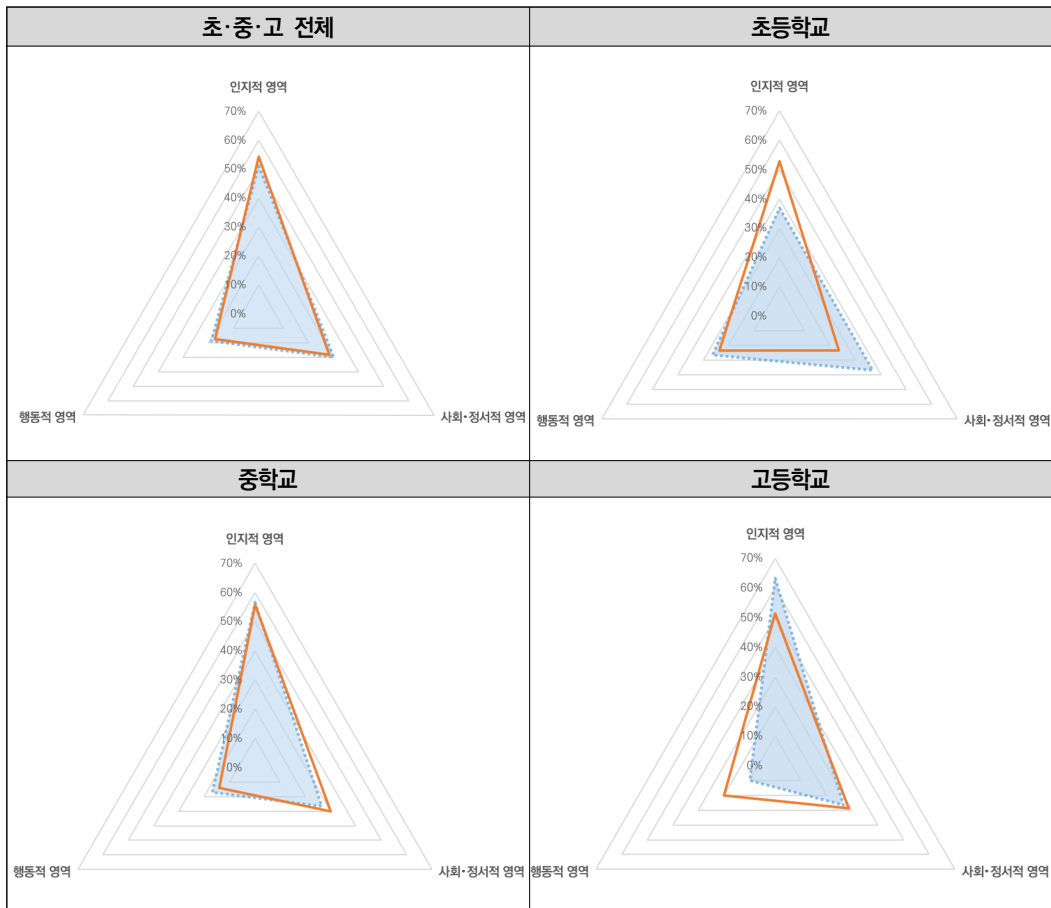 초·중·고 전체
초등학교
인지적 영역
70%
60%
50%
40%
30%
20%
10%
0%
행동적 영역
사회·정서적 영역
인지적 영역
70%
60%
50%
40%
30%
20%
10%
0%
행동적 영역
사회·정서적 영역
중학교
고등학교
인지적 영역
70%
60%
50%
40%
30%
20%
10%
0%
행동적 영역
사회·정서적 영역
인지적 영역
70%
60%
50%
40%
30%
20%
10%
0%
행동적 영역
사회·정서적 영역